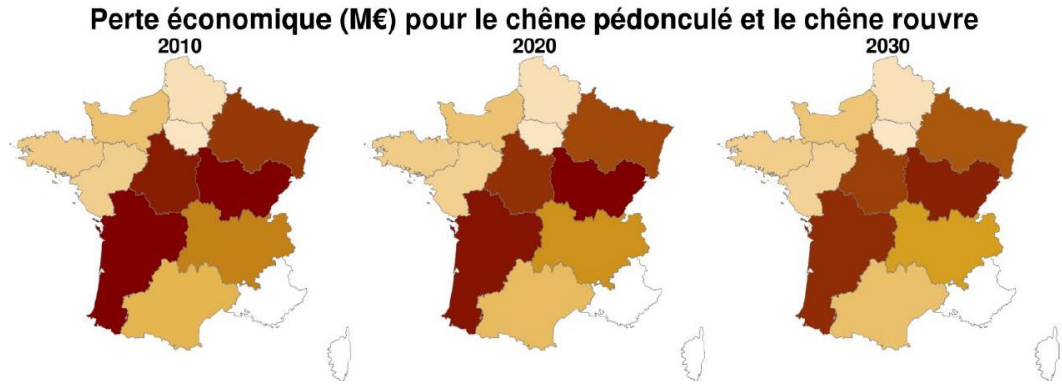 Perte économique (M€) pour le chêne pédonculé et le chêne rouvre
2010 2020 2030